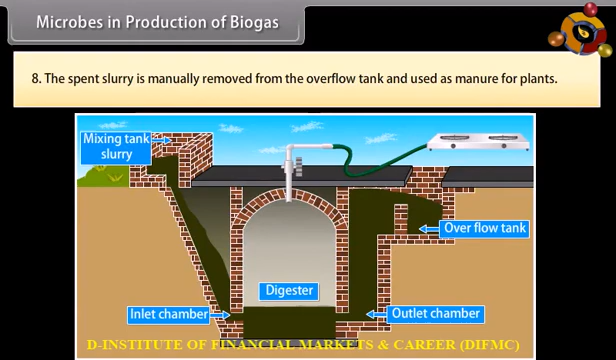 Microbes in Production of Biogas
8. The spent slurry is manually removed from the overflow tank and used as manure for plants.
Mixing tank
slurry
Over flow tank
Digester
Inlet chamber
Outlet chamber
D-INSTITUTE OF FINANCIAL MARKETS & CAREER (DIFMC)